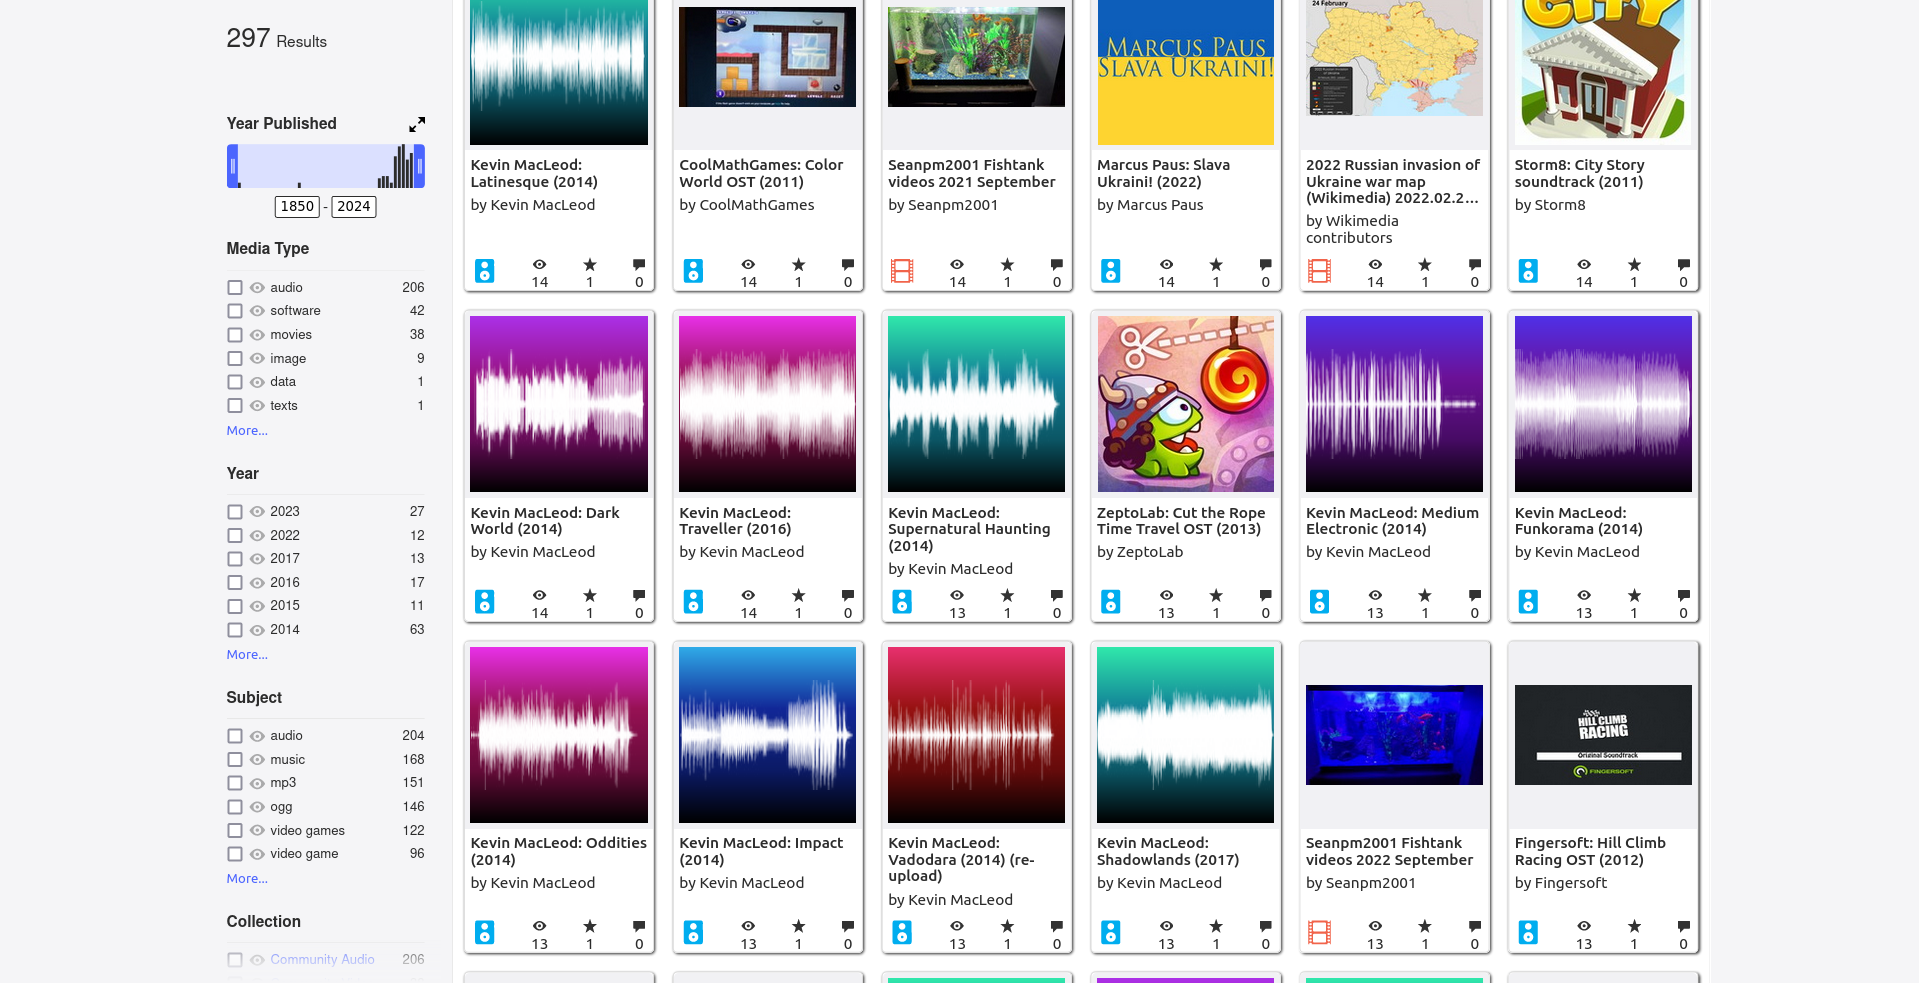 297 Results
Year Published
1850 - 2024
Media Type
audio 206
software 42
movies 38
image 9
data 1
texts 1
More...
Year
2023 27
2022 12
2017 13
2016 17
2015 11
2014 63
More...
Subject
audio 204
music 168
mp3 151
ogg 146
video games 122
video game 96
More...
Collection
Community Audio 206
Kevin MacLeod:
Latinesque (2014)
by Kevin MacLeod
14 1 0
CoolMathGames: Color
World OST (2011)
by CoolMathGames
14 1 0
Seanpm2001 Fishtank
videos 2021 September
by Seanpm2001
14 1 0
MARCUS PAUS
SLAVA UKRAINI!
Marcus Paus: Slava
Ukraini! (2022)
by Marcus Paus
14 1 0
24 February
2022 Russian invasion of
Ukraine war map
(Wikimedia) 2022.02.2...
by Wikimedia
contributors
14 1 0
CITY
Storm8: City Story
soundtrack (2011)
by Storm8
14 1 0
Kevin MacLeod: Dark
World (2014)
by Kevin MacLeod
14 1 0
Kevin MacLeod:
Traveller (2016)
by Kevin MacLeod
14 1 0
Kevin MacLeod:
Supernatural Haunting
(2014)
by Kevin MacLeod
13 1 0
ZeptoLab: Cut the Rope
Time Travel OST (2013)
by ZeptoLab
13 1 0
Kevin MacLeod: Medium
Electronic (2014)
by Kevin MacLeod
13 1 0
Kevin MacLeod:
Funkorama (2014)
by Kevin MacLeod
13 1 0
Kevin MacLeod: Oddities
(2014)
by Kevin MacLeod
13 1 0
Kevin MacLeod: Impact
(2014)
by Kevin MacLeod
13 1 0
Kevin MacLeod:
Vadodara (2014) (re-
upload)
by Kevin MacLeod
13 1 0
Kevin MacLeod:
Shadowlands (2017)
by Kevin MacLeod
13 1 0
Seanpm2001 Fishtank
videos 2022 September
by Seanpm2001
13 1 0
HILL CLIMB
RACING
Original Soundtrack
FINGERSOFT
Fingersoft: Hill Climb
Racing OST (2012)
by Fingersoft
13 1 0